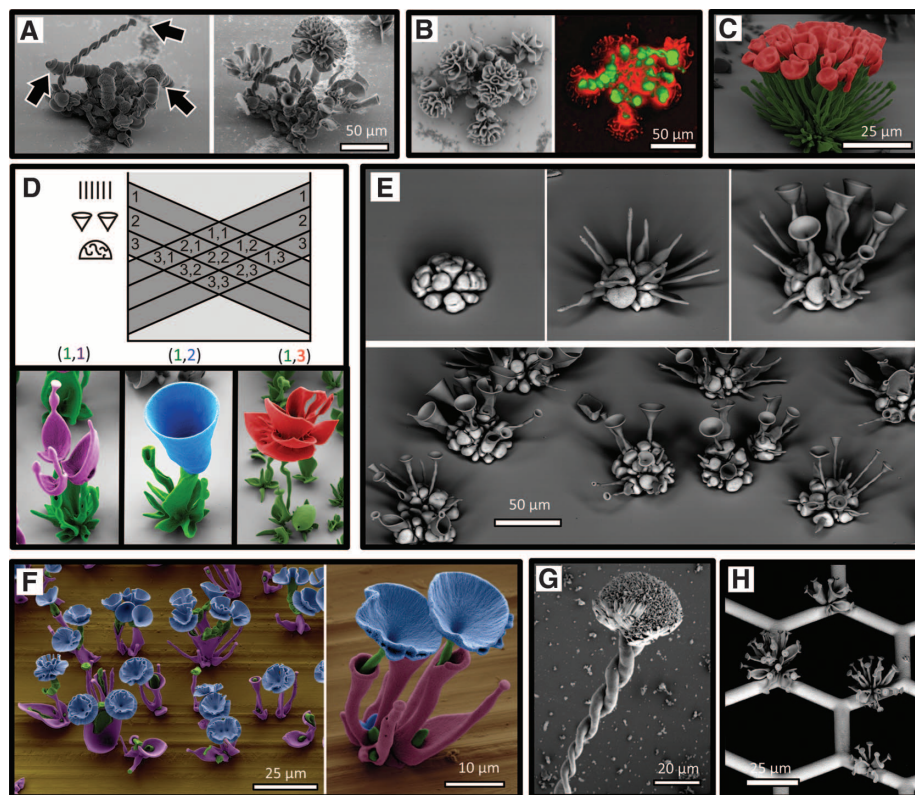 A
50 µm
B
50 µm
C
25 µm
D
1
2
3
1
2
3
1,1
2,1
1,2
3,1
2,2
1,3
3,2
2,3
3,3
(1,1)
(1,2)
(1,3)
E
50 µm
F
25 µm
10 µm
G
20 µm
H
25 µm